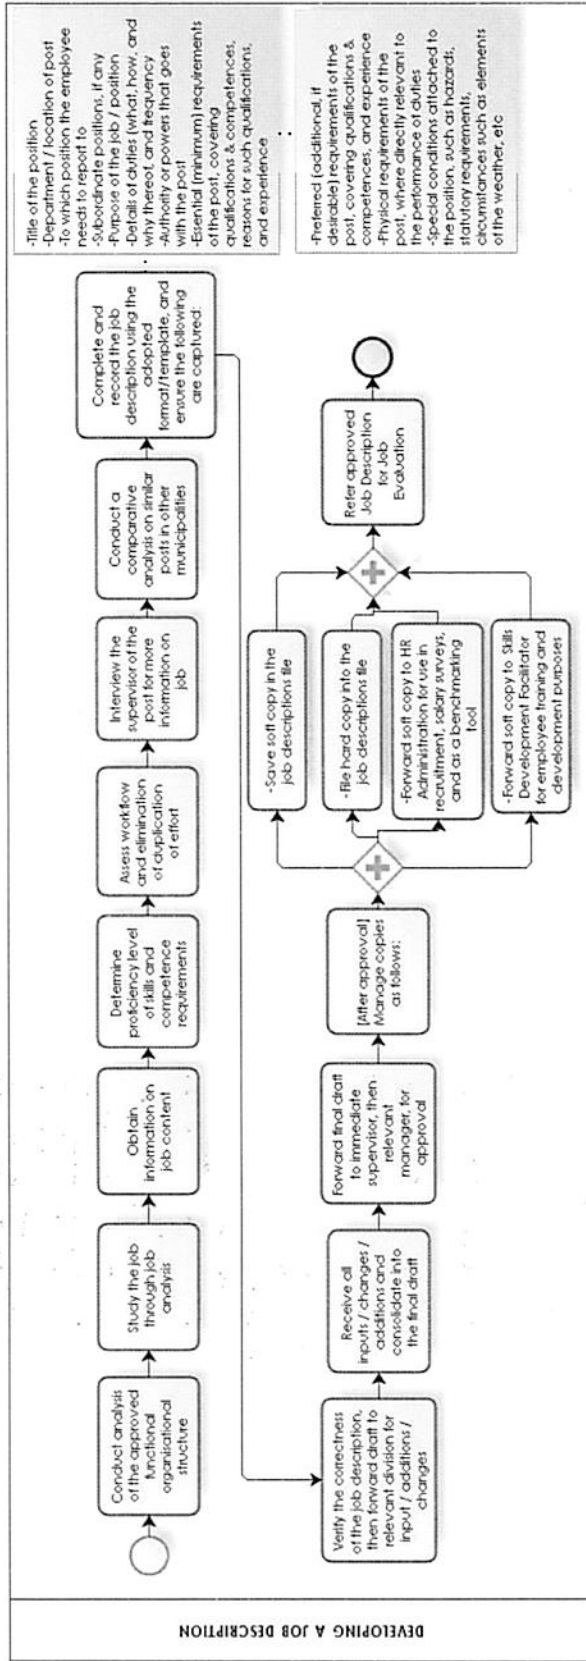 DEVELOPING A JOB DESCRIPTION
Conduct analysis
of the approved
functional
organisational
structure
Study the job
through job
analysis
Obtain
information on
job content
Determine
proficiency level
of skills and
competence
requirements
Assess workflow
and elimination
of duplication
of effort
Interview the
supervisor of the
post for more
information on
job
Conduct a
comparative
analysis on similar
posts in other
municipalities
Complete and
record the job
description using the
adopted
format/template, and
ensure the following
are captured:
-Title of the position
-Department / location of post
-To which position the employee
needs to report to
-Subordinate positions, if any
-Purpose of the job / position
-Details of duties (what, how, and
why thereof, and frequency
-Authority or powers that goes
with the post
-Essential (minimum) requirements
of the post, covering
qualifications & competences,
reasons for such qualifications,
and experience
-Preferred (additional, if
desirable) requirements of the
post, covering qualifications &
competences, and experience
-Physical requirements of the
post, where directly relevant to
the performance of duties
-Special conditions attached to
the position, such as hazards,
statutory requirements,
circumstances such as elements
of the weather, etc
Verify the correctness
of the job description,
then forward draft to
relevant division for
input / additions /
changes
Receive all
inputs / changes /
additions and
consolidate into
the final draft
Forward final draft
to immediate
supervisor, then
relevant
manager, for
approval
[After approval]
Manage copies
as follows:
-Save soft copy in the
job descriptions file
-File hard copy into the
job descriptions file
-Forward soft copy to HR
Administration for use in
recruitment, salary surveys,
and as a benchmarking
tool
-Forward soft copy to Skills
Development Facilitator
for employee training and
development purposes
Refer approved
Job Description
for Job
Evaluation